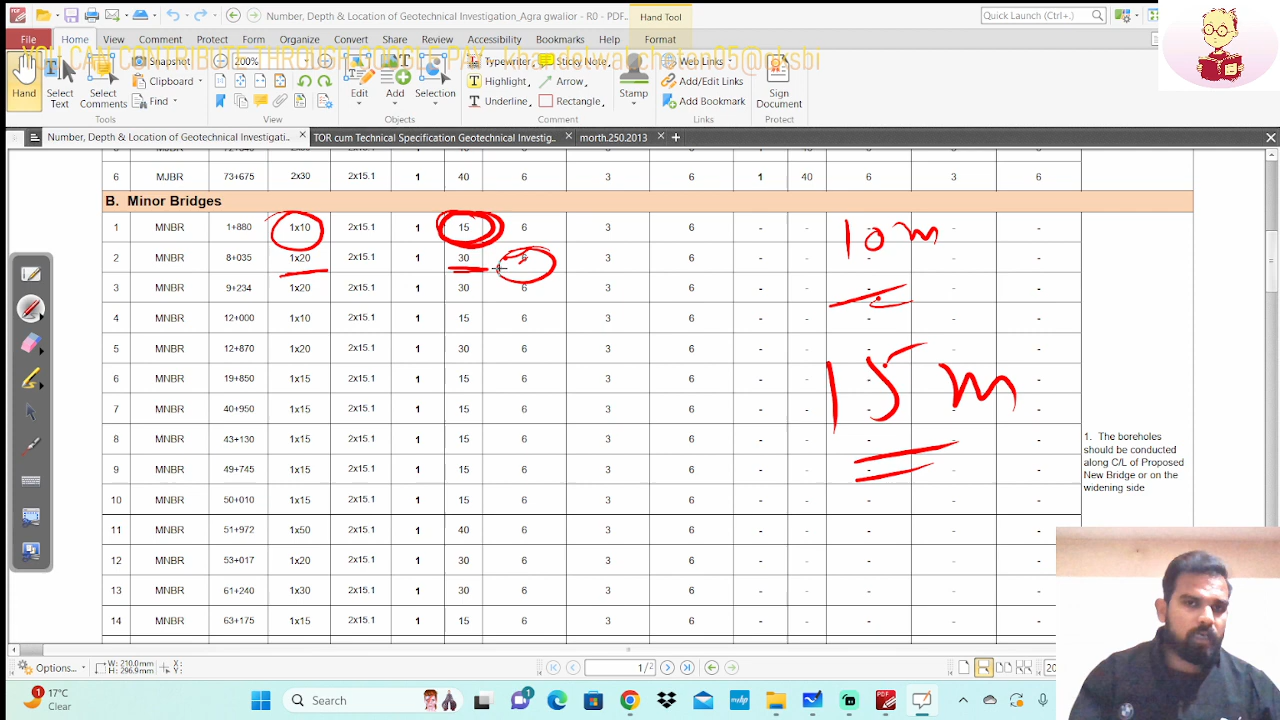 Number, Depth & Location of Geotechnical Investigation_Agra gwalior - R0 - PDF...
Hand Tool
Quick Launch (Ctrl+.)
File Home View Comment Protect Form Organize Convert Share Review Accessibility Bookmarks Help Format
Hand
Select Text
Select Comments
Snapshot
Clipboard
Find
Tools
200%
Edit
Add
Selection
Objects
Typewriter
Sticky Note
Highlight
Arrow
Underline
Rectangle
Stamp
Comment
Web Links
Add/Edit Links
Add Bookmark
Links
Sign Document
Protect
Number, Depth & Location of Geotechnical Investigati..
TOR cum Technical Specification Geotechnical Investig..
morth.250.2013
6 MJBR 73+675 2x30 2x15.1 1 40 6 3 6 1 40 6 3 6
B. Minor Bridges
1 MNBR 1+880 1x10 2x15.1 1 15 6 3 6 - - - - -
2 MNBR 8+035 1x20 2x15.1 1 30 6 3 6 - - - - -
3 MNBR 9+234 1x20 2x15.1 1 30 6 3 6 - - - - -
4 MNBR 12+000 1x10 2x15.1 1 15 6 3 6 - - - - -
5 MNBR 12+870 1x20 2x15.1 1 30 6 3 6 - - - - -
6 MNBR 19+850 1x15 2x15.1 1 15 6 3 6 - - - - -
7 MNBR 40+950 1x15 2x15.1 1 15 6 3 6 - - - - -
8 MNBR 43+130 1x15 2x15.1 1 15 6 3 6 - - - - -
9 MNBR 49+745 1x15 2x15.1 1 15 6 3 6 - - - - -
10 MNBR 50+010 1x15 2x15.1 1 15 6 3 6 - - - - -
11 MNBR 51+972 1x50 2x15.1 1 40 6 3 6 - - - - -
12 MNBR 53+017 1x20 2x15.1 1 30 6 3 6 - - - - -
13 MNBR 61+240 1x30 2x15.1 1 30 6 3 6 - - - - -
14 MNBR 63+175 1x15 2x15.1 1 15 6 3 6 - - - - -
10 m
15 m
1. The boreholes
should be conducted
along C/L of Proposed
New Bridge or on the
widening side
Options...
W: 210.0mm
H: 296.9mm
X:
Y:
1/2
20
17°C
Clear
Search